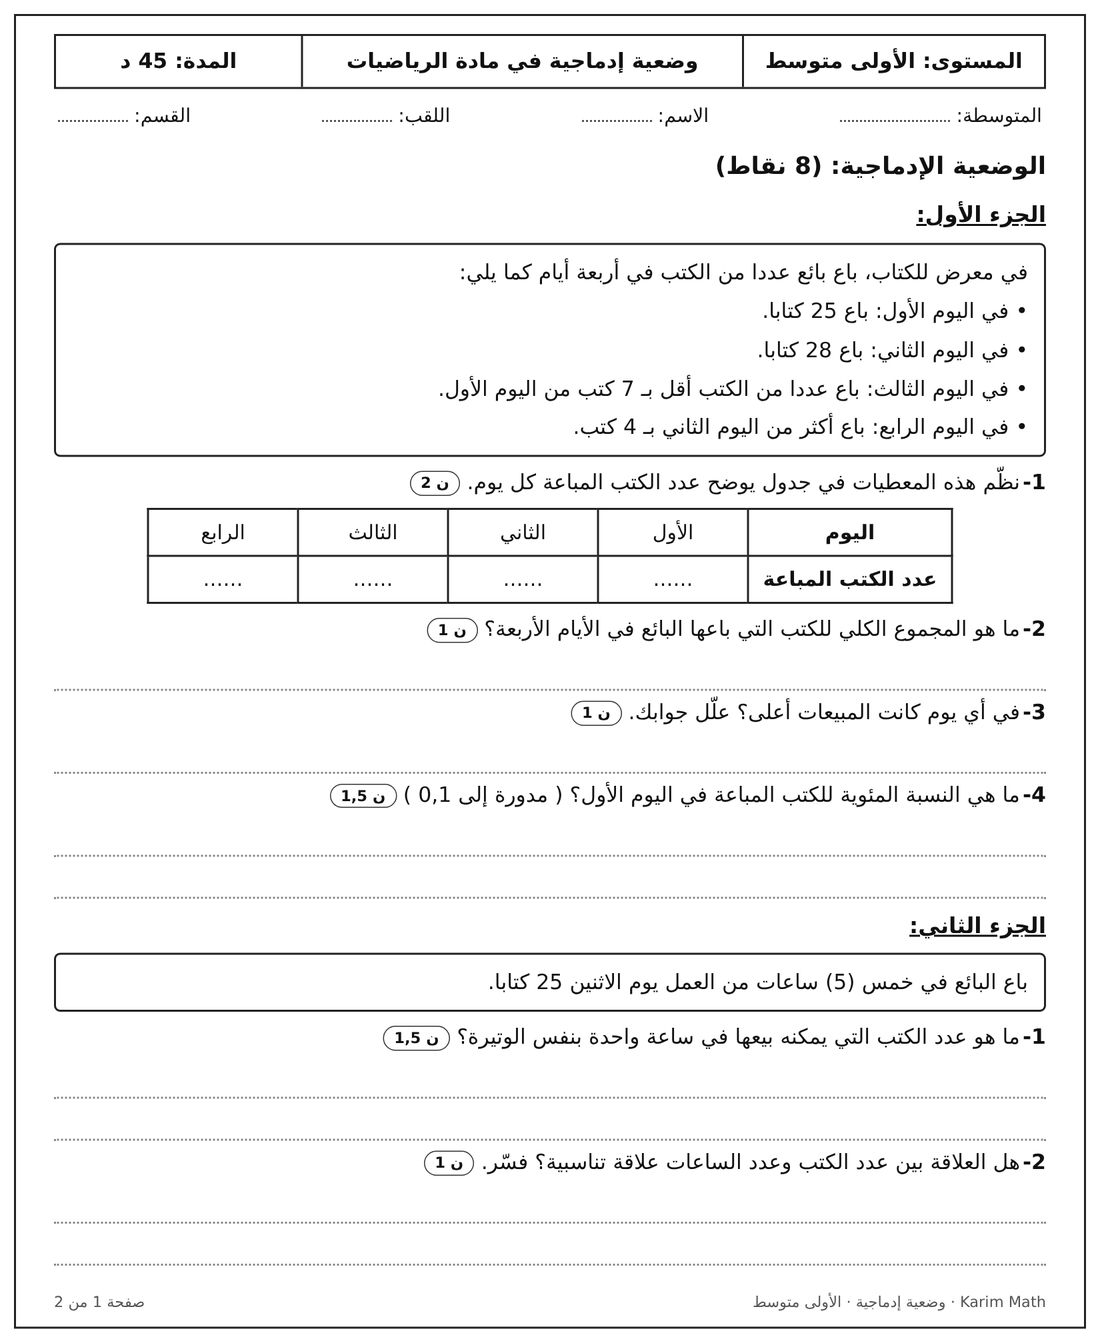 المستوى: الأولى متوسط
وضعية إدماجية في مادة الرياضيات
المدة: 45 د
المتوسطة: ............................ الاسم: .................. اللقب: .................. القسم: ..................
الوضعية الإدماجية: (8 نقاط)
الجزء الأول:
في معرض للكتاب، باع بائع عددا من الكتب في أربعة أيام كما يلي:
• في اليوم الأول: باع 25 كتابا.
• في اليوم الثاني: باع 28 كتابا.
• في اليوم الثالث: باع عددا من الكتب أقل بـ 7 كتب من اليوم الأول.
• في اليوم الرابع: باع أكثر من اليوم الثاني بـ 4 كتب.
1- نظّم هذه المعطيات في جدول يوضح عدد الكتب المباعة كل يوم. 2 ن
اليوم الأول الثاني الثالث الرابع
عدد الكتب المباعة ...... ...... ...... ......
2- ما هو المجموع الكلي للكتب التي باعها البائع في الأيام الأربعة؟ 1 ن
3- في أي يوم كانت المبيعات أعلى؟ علّل جوابك. 1 ن
4- ما هي النسبة المئوية للكتب المباعة في اليوم الأول؟ ( مدورة إلى 0,1 ) 1,5 ن
الجزء الثاني:
باع البائع في خمس (5) ساعات من العمل يوم الاثنين 25 كتابا.
1- ما هو عدد الكتب التي يمكنه بيعها في ساعة واحدة بنفس الوتيرة؟ 1,5 ن
2- هل العلاقة بين عدد الكتب وعدد الساعات علاقة تناسبية؟ فسّر. 1 ن
Karim Math · وضعية إدماجية · الأولى متوسط
صفحة 1 من 2